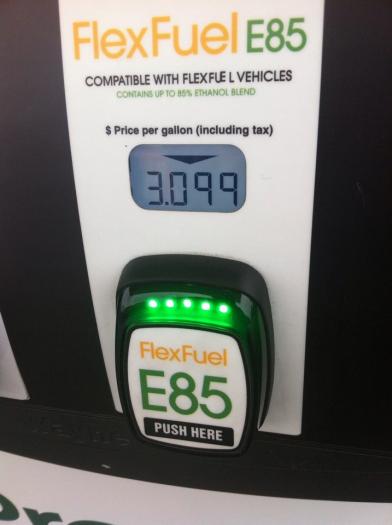 FlexFuel E85
COMPATIBLE WITH FLEXFUE L VEHICLES
CONTAINS UP TO 85% ETHANOL BLEND
$ Price per gallon (including tax)
3.099
FlexFuel
E85
PUSH HERE